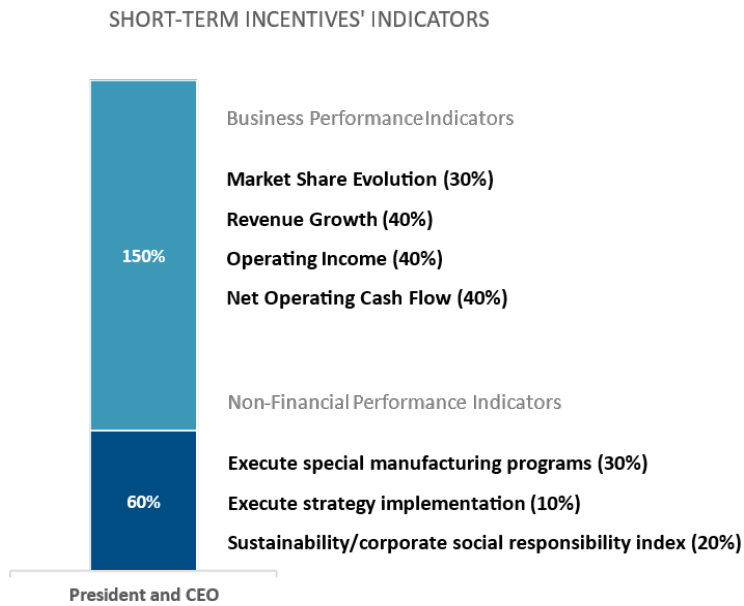 SHORT-TERM INCENTIVES' INDICATORS
Business Performance Indicators
Market Share Evolution (30%)
Revenue Growth (40%)
150%
Operating Income (40%)
Net Operating Cash Flow (40%)
Non-Financial Performance Indicators
Execute special manufacturing programs (30%)
60%
Execute strategy implementation (10%)
Sustainability/corporate social responsibility index (20%)
President and CEO